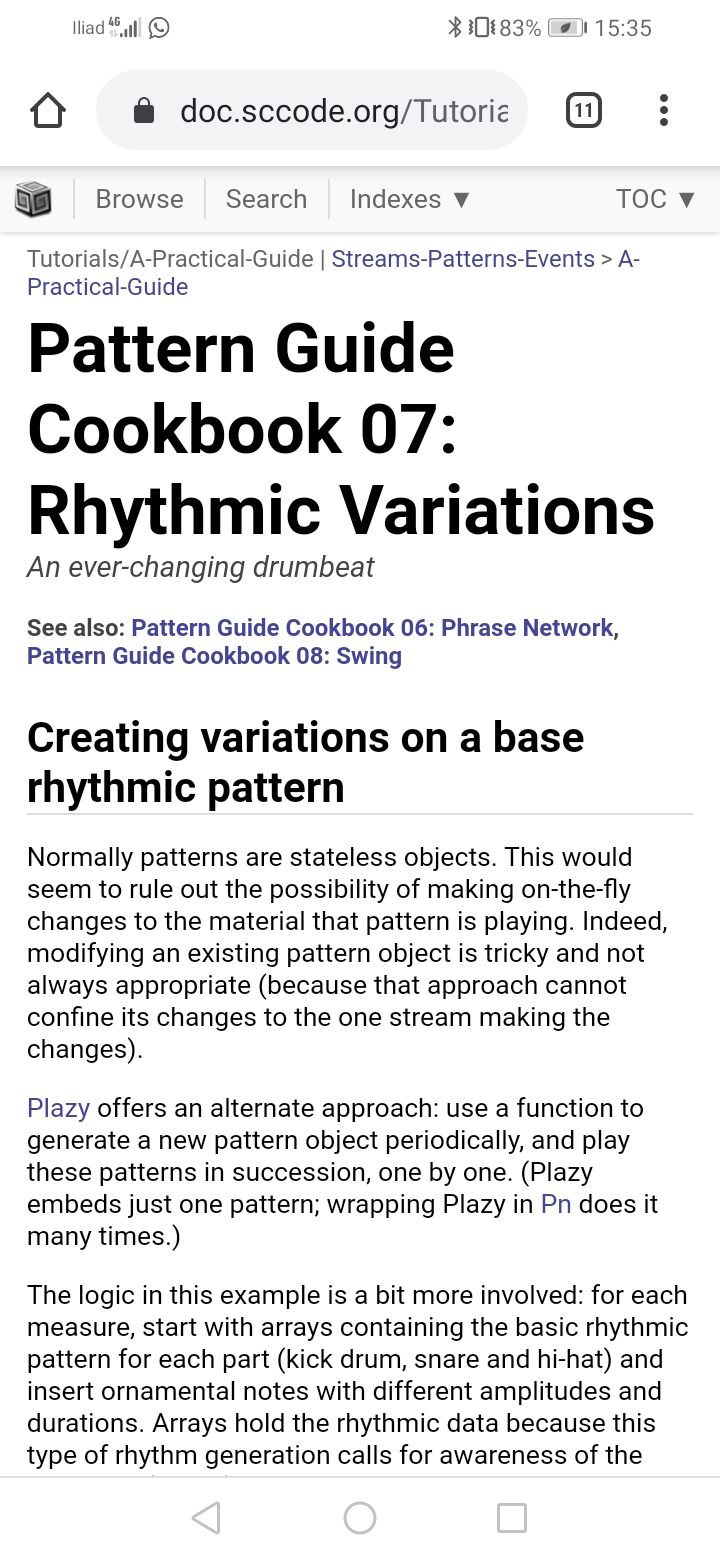 Iliad 4G 83% 15:35
doc.sccode.org/Tutoria 11
Browse Search Indexes ▼ TOC ▼
Tutorials/A-Practical-Guide | Streams-Patterns-Events > A-
Practical-Guide
Pattern Guide
Cookbook 07:
Rhythmic Variations
An ever-changing drumbeat
See also: Pattern Guide Cookbook 06: Phrase Network,
Pattern Guide Cookbook 08: Swing
Creating variations on a base
rhythmic pattern
Normally patterns are stateless objects. This would
seem to rule out the possibility of making on-the-fly
changes to the material that pattern is playing. Indeed,
modifying an existing pattern object is tricky and not
always appropriate (because that approach cannot
confine its changes to the one stream making the
changes).
Plazy offers an alternate approach: use a function to
generate a new pattern object periodically, and play
these patterns in succession, one by one. (Plazy
embeds just one pattern; wrapping Plazy in Pn does it
many times.)
The logic in this example is a bit more involved: for each
measure, start with arrays containing the basic rhythmic
pattern for each part (kick drum, snare and hi-hat) and
insert ornamental notes with different amplitudes and
durations. Arrays hold the rhythmic data because this
type of rhythm generation calls for awareness of the